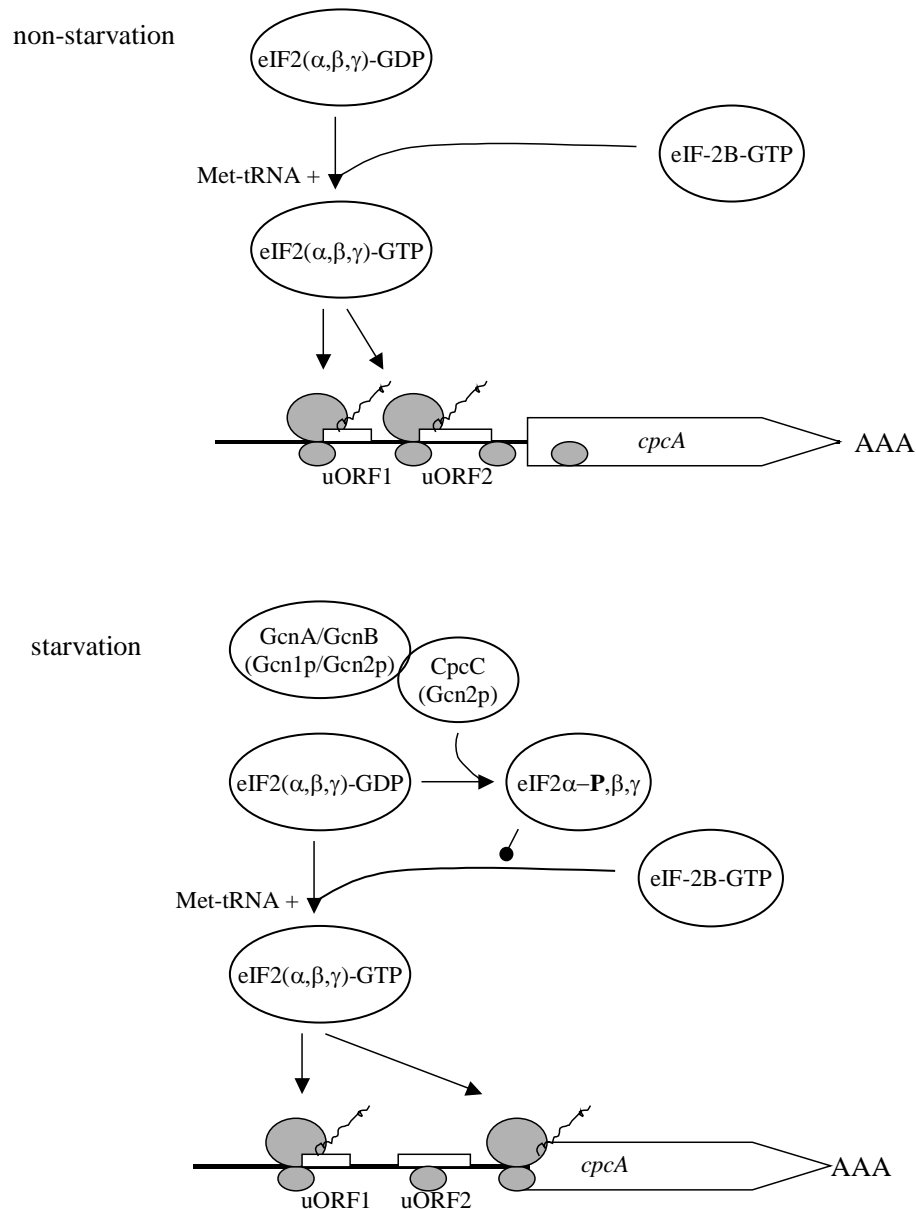 non-starvation
eIF2(α,β,γ)-GDP
Met-tRNA +
eIF-2B-GTP
eIF2(α,β,γ)-GTP
cpcA
AAA
uORF1
uORF2
starvation
GcnA/GcnB
(Gcn1p/Gcn2p)
CpcC
(Gcn2p)
eIF2(α,β,γ)-GDP
eIF2α–P,β,γ
Met-tRNA +
eIF-2B-GTP
eIF2(α,β,γ)-GTP
cpcA
AAA
uORF1
uORF2